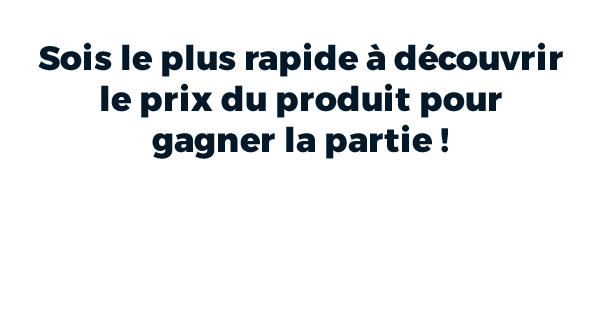 Sois le plus rapide à découvrir
le prix du produit pour
gagner la partie !